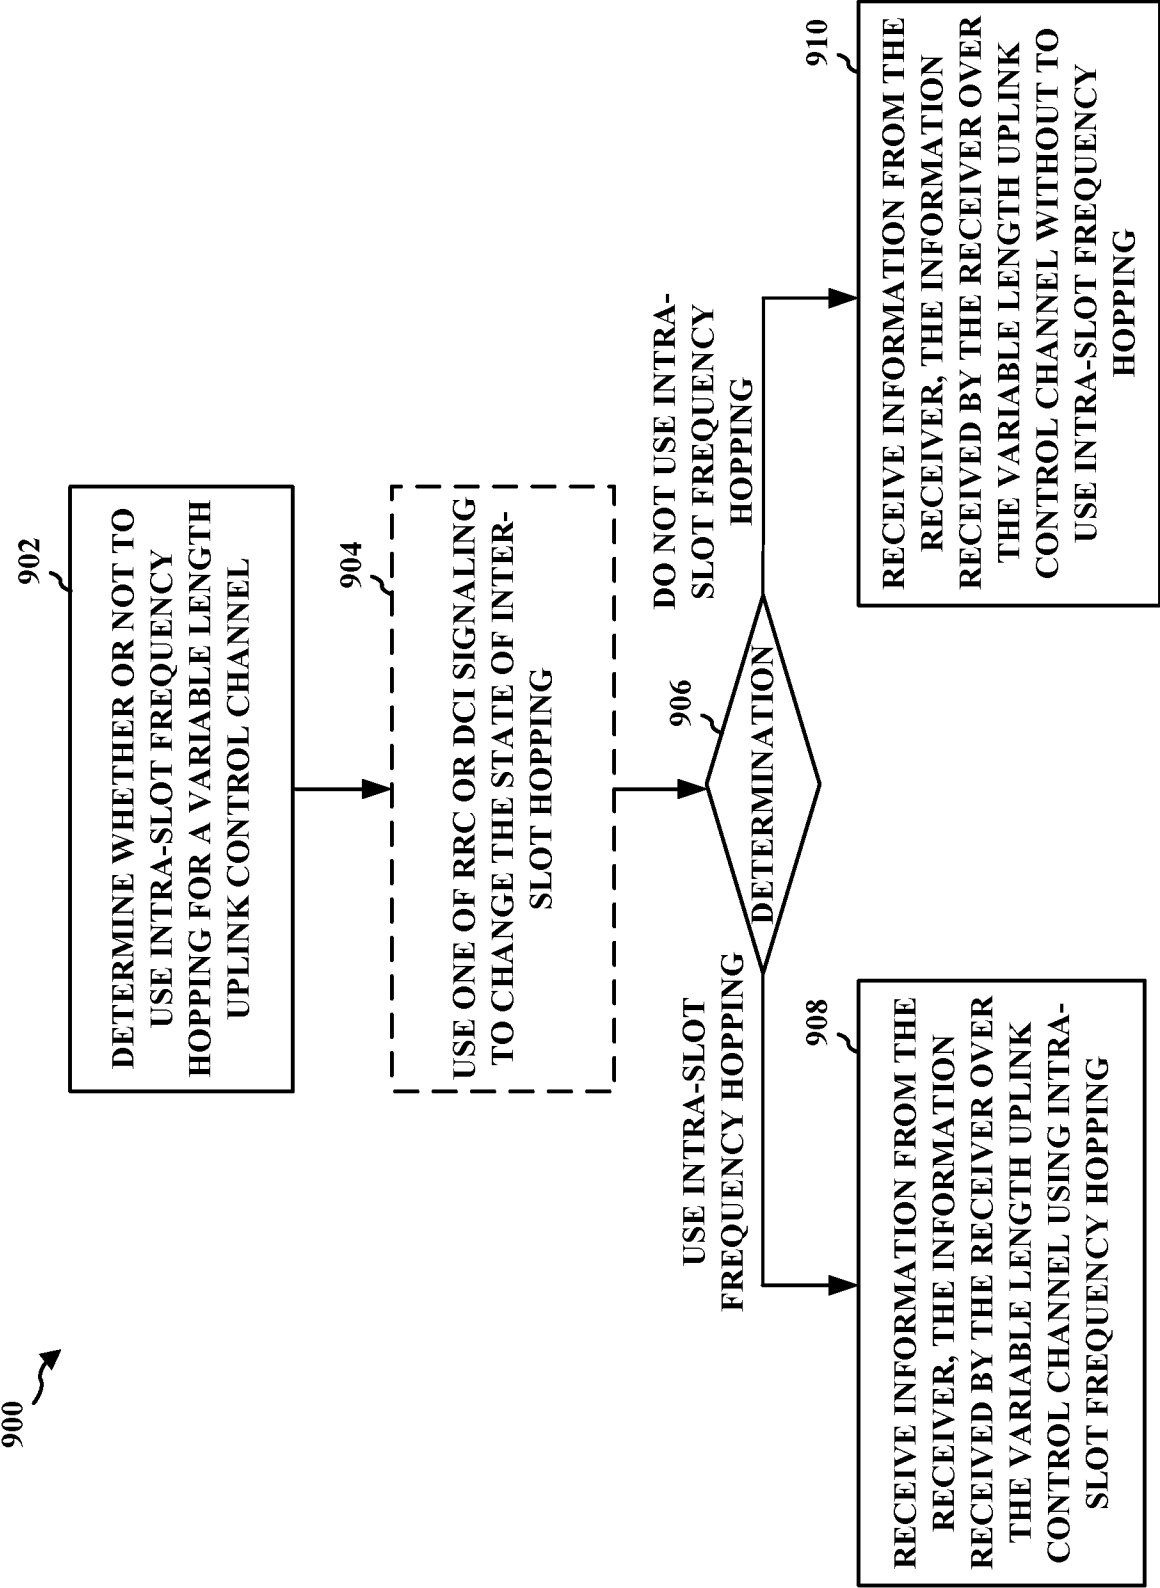 900
902
DETERMINE WHETHER OR NOT TO
USE INTRA-SLOT FREQUENCY
HOPPING FOR A VARIABLE LENGTH
UPLINK CONTROL CHANNEL
904
USE ONE OF RRC OR DCI SIGNALING
TO CHANGE THE STATE OF INTER-
SLOT HOPPING
906
DETERMINATION
USE INTRA-SLOT
FREQUENCY HOPPING
DO NOT USE INTRA-
SLOT FREQUENCY
HOPPING
908
RECEIVE INFORMATION FROM THE
RECEIVER, THE INFORMATION
RECEIVED BY THE RECEIVER OVER
THE VARIABLE LENGTH UPLINK
CONTROL CHANNEL USING INTRA-
SLOT FREQUENCY HOPPING
910
RECEIVE INFORMATION FROM THE
RECEIVER, THE INFORMATION
RECEIVED BY THE RECEIVER OVER
THE VARIABLE LENGTH UPLINK
CONTROL CHANNEL WITHOUT TO
USE INTRA-SLOT FREQUENCY
HOPPING